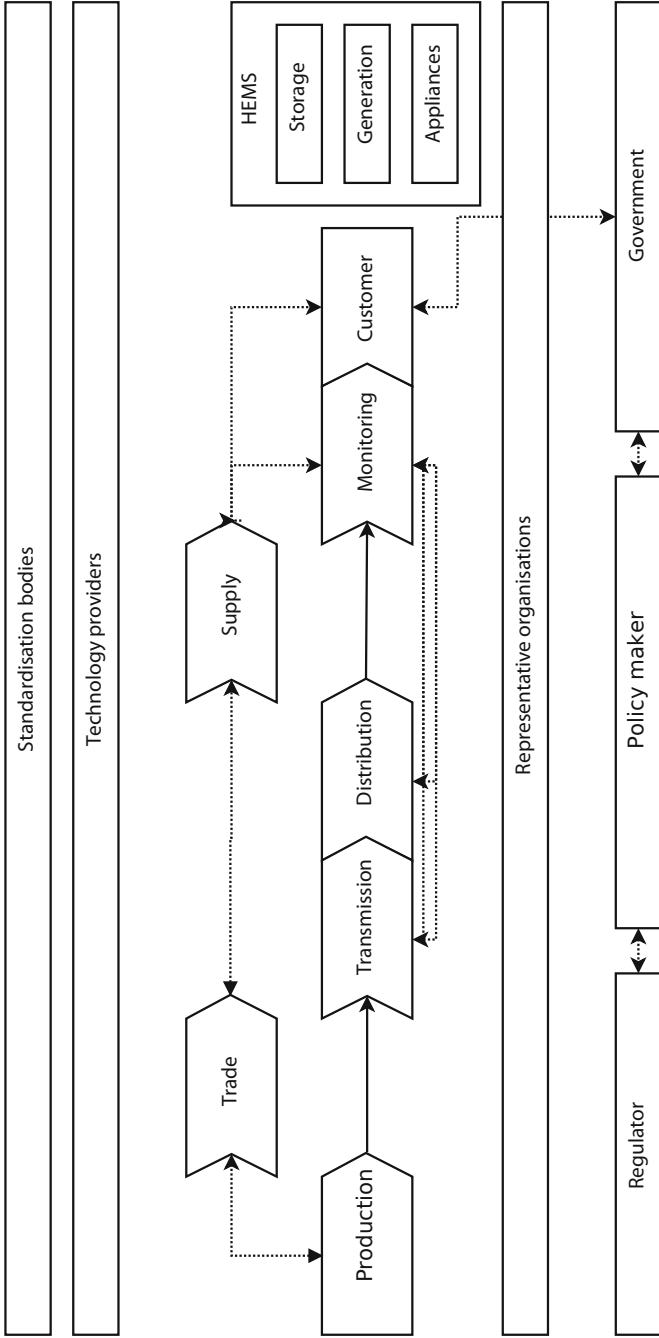 Standardisation bodies
Technology providers
Trade
Supply
HEMS
Storage
Generation
Appliances
Production
Transmission
Distribution
Monitoring
Customer
Representative organisations
Regulator
Policy maker
Government